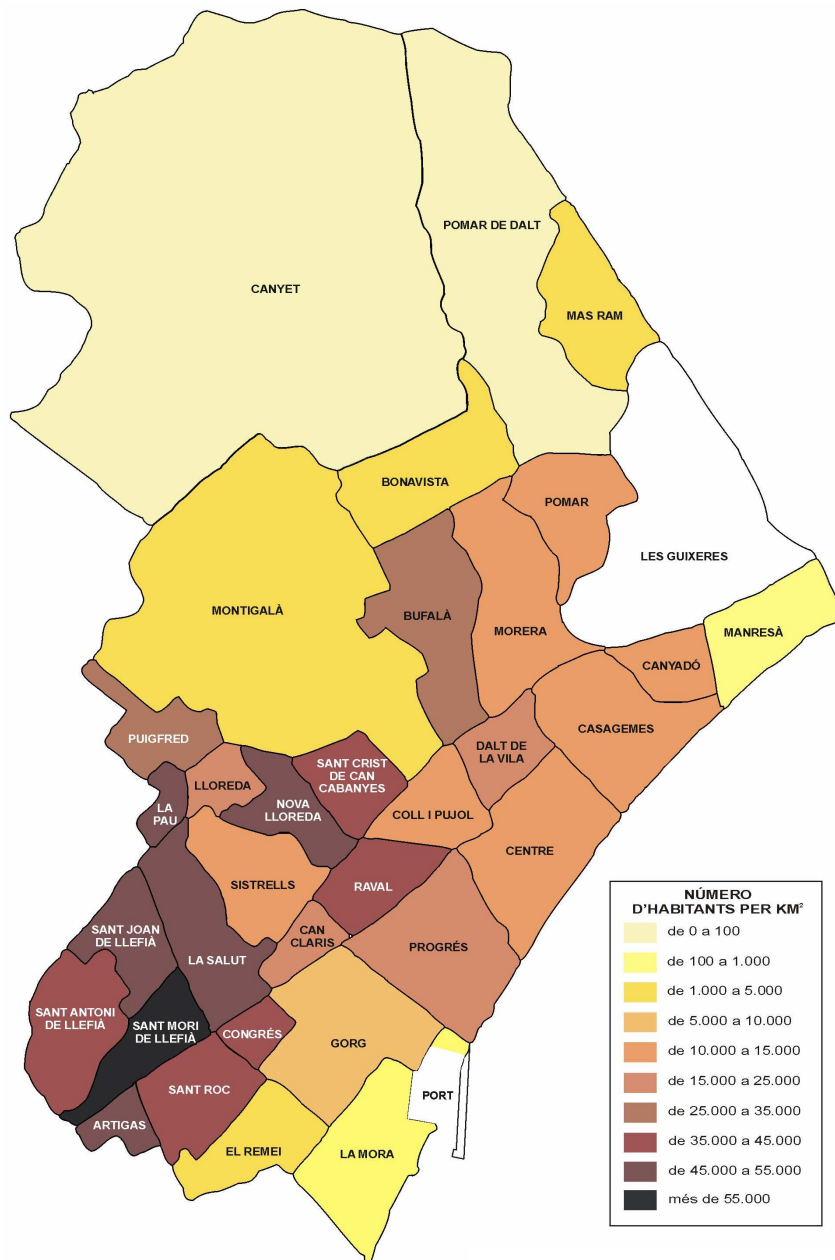 POMAR DE DALT
CANYET
MAS RAM
BONAVISTA
POMAR
LES GUIXERES
MONTIGALÀ
BUFALÀ
MORERA
MANRESÀ
CANYADÓ
CASAGEMES
PUIGFRED
DALT DE
LA VILA
SANT CRIST
DE CAN
CABANYES
LLOREDA
LA
PAU
NOVA
LLOREDA
COLL I PUJOL
CENTRE
SISTRELLS
RAVAL
CAN
CLARIS
PROGRÉS
SANT JOAN
DE LLEFIÀ
LA SALUT
SANT ANTONI
DE LLEFIÀ
SANT MORI
DE LLEFIÀ
CONGRÉS
GORG
SANT ROC
PORT
ARTIGAS
EL REMEI
LA MORA
NÚMERO
D'HABITANTS PER KM²
de 0 a 100
de 100 a 1.000
de 1.000 a 5.000
de 5.000 a 10.000
de 10.000 a 15.000
de 15.000 a 25.000
de 25.000 a 35.000
de 35.000 a 45.000
de 45.000 a 55.000
més de 55.000